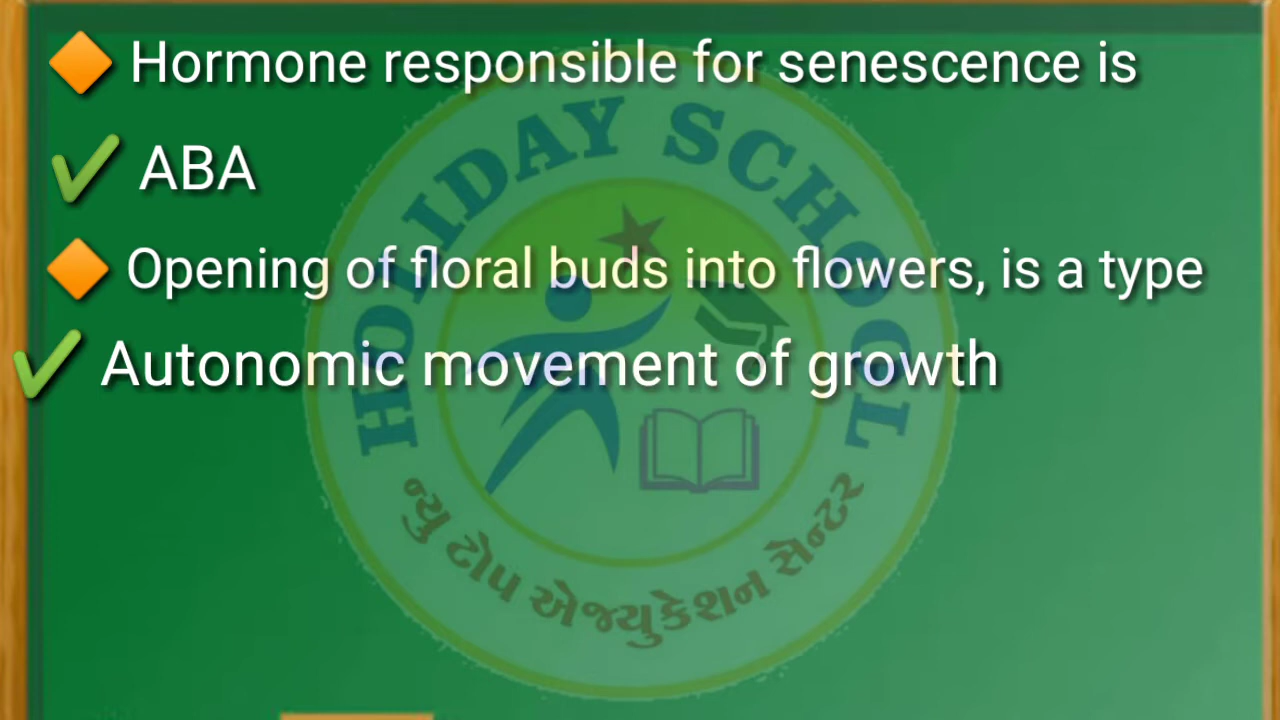 🔶 Hormone responsible for senescence is
✔ ABA
🔶 Opening of floral buds into flowers, is a type
✔ Autonomic movement of growth
HOLIDAY SCHOOL
ન્યુ ટોપ એજ્યુકેશન સેન્ટર